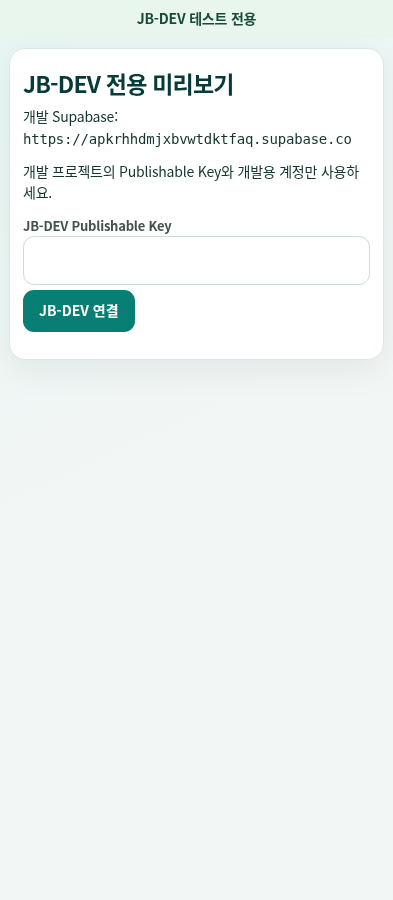 JB-DEV 테스트 전용
JB-DEV 전용 미리보기
개발 Supabase:
https://apkrhhdmjxbvwtdktfaq.supabase.co
개발 프로젝트의 Publishable Key와 개발용 계정만 사용하
세요.
JB-DEV Publishable Key
JB-DEV 연결